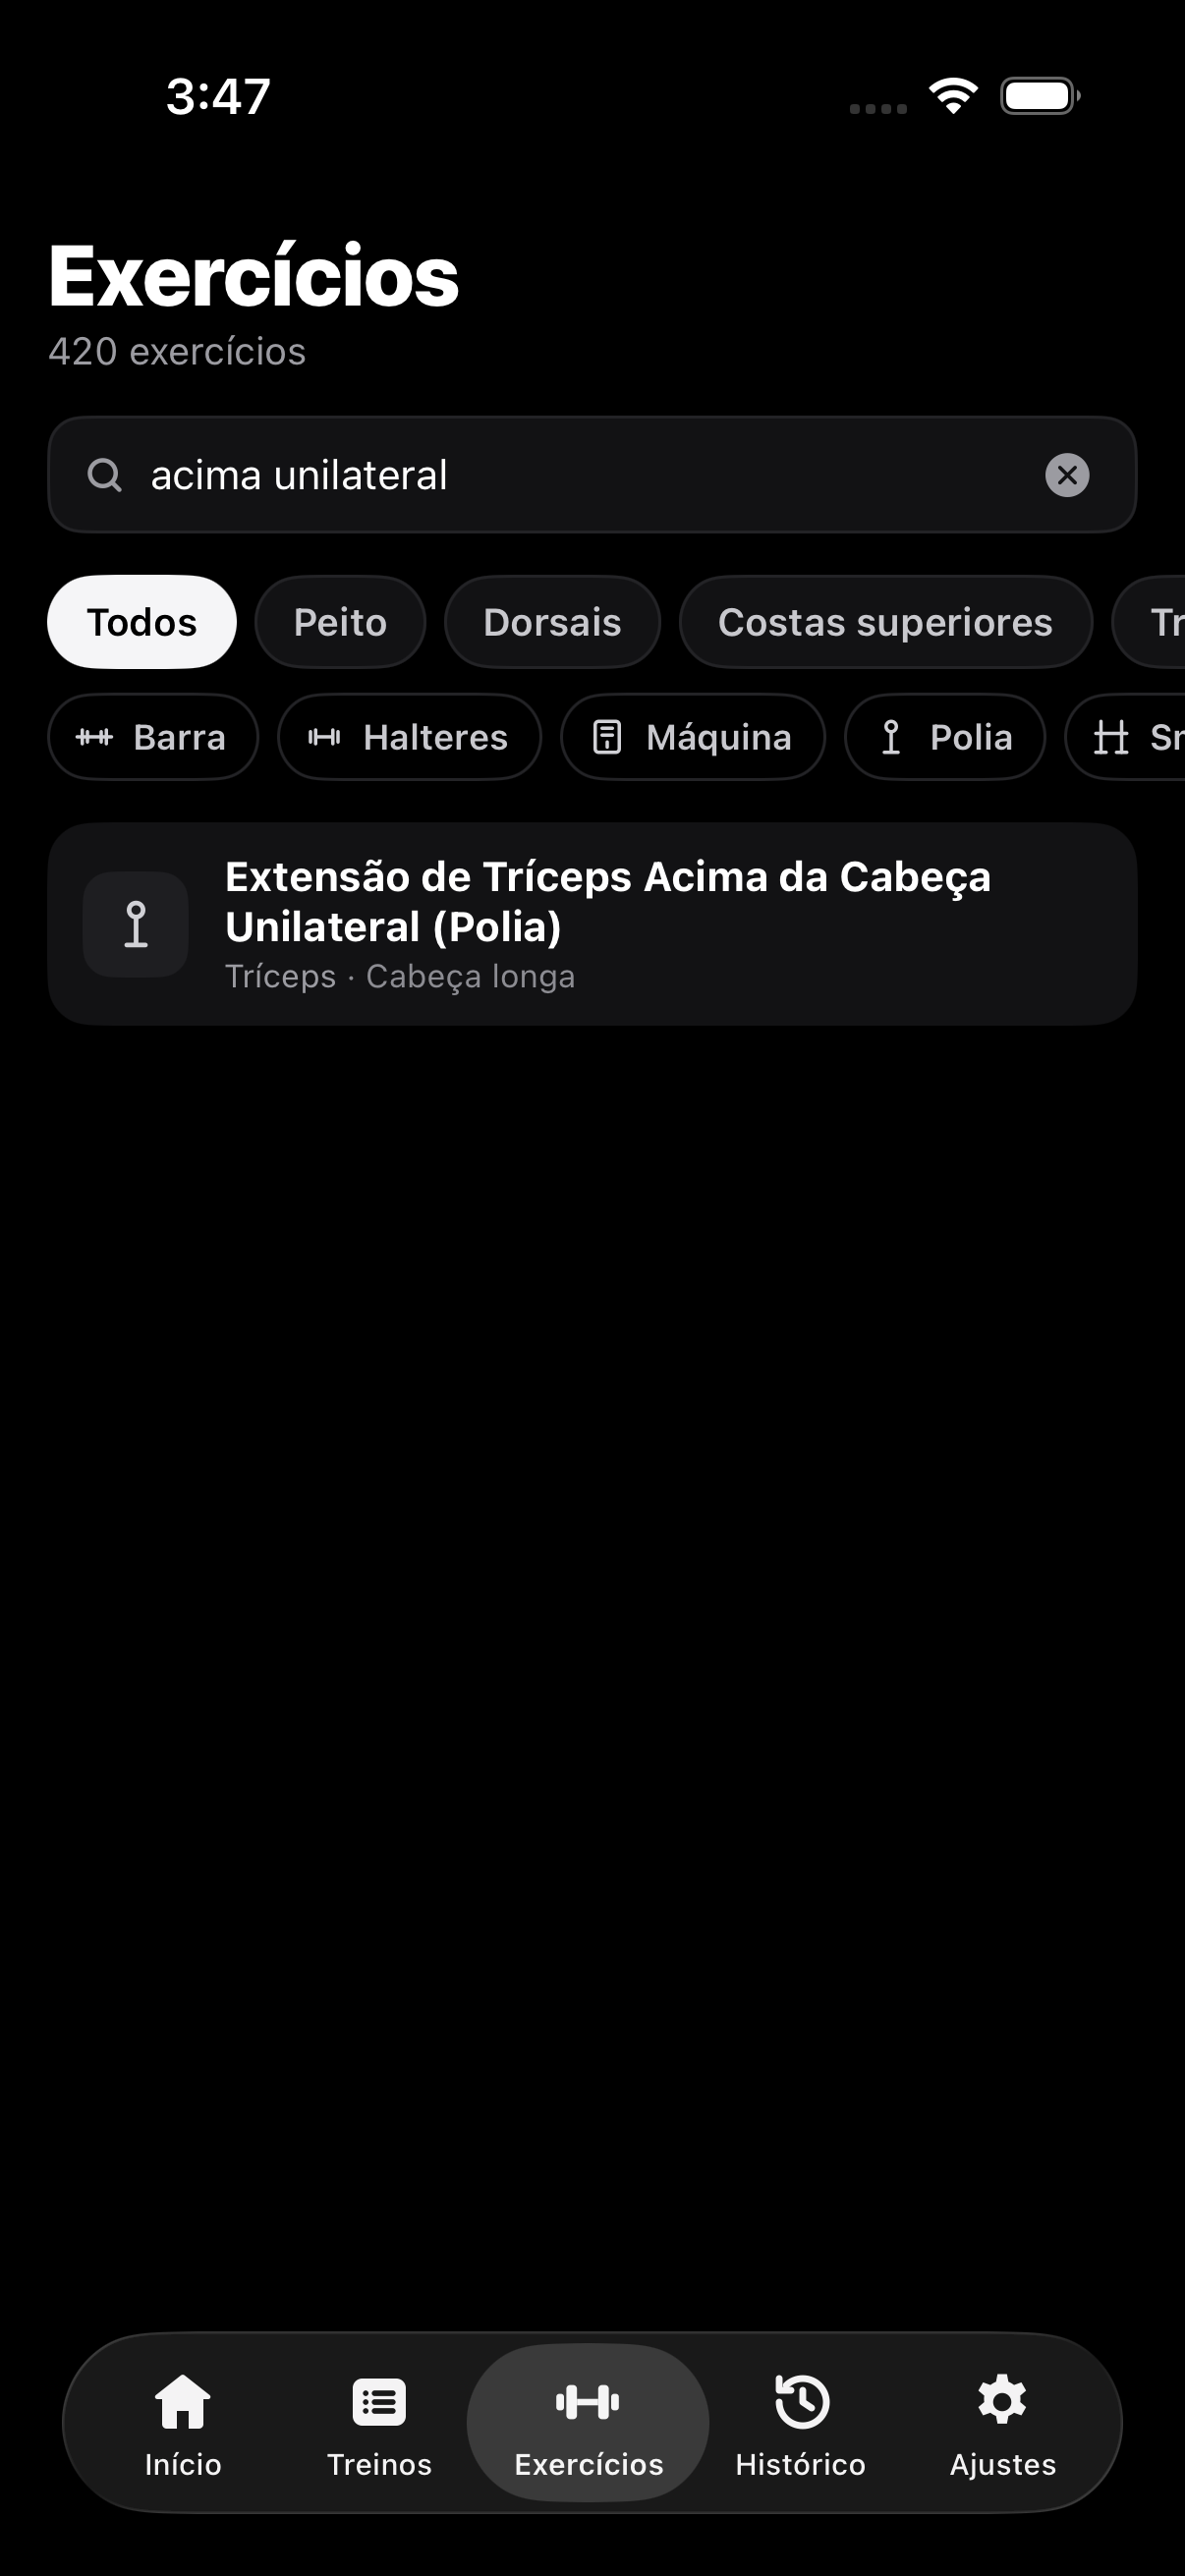 3:47
Exercícios
420 exercícios
acima unilateral
Todos
Peito
Dorsais
Costas superiores
Barra
Halteres
Máquina
Polia
Extensão de Tríceps Acima da Cabeça
Unilateral (Polia)
Tríceps · Cabeça longa
Início
Treinos
Exercícios
Histórico
Ajustes